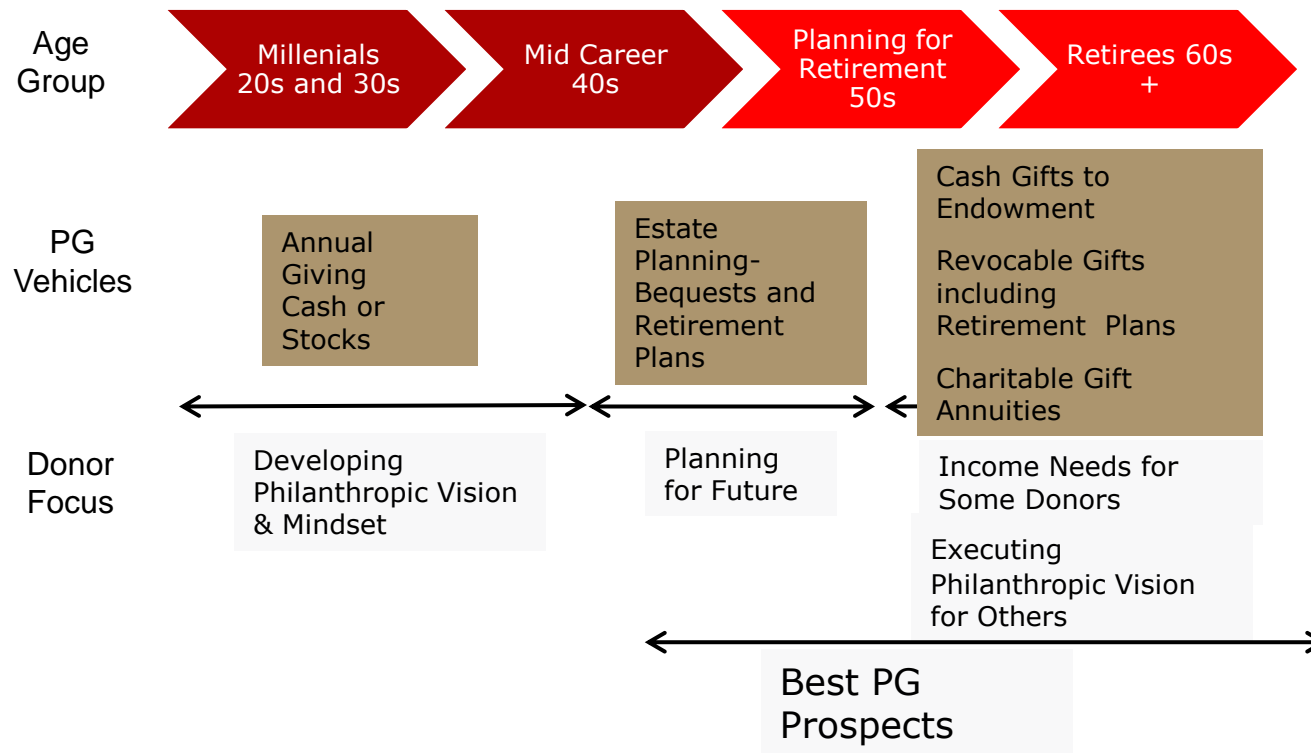 Age
Group
Millenials
20s and 30s
Mid Career
40s
Planning for
Retirement
50s
Retirees 60s
+
PG
Vehicles
Annual
Giving
Cash or
Stocks
Estate
Planning-
Bequests and
Retirement
Plans
Cash Gifts to
Endowment
Revocable Gifts
including
Retirement Plans
Charitable Gift
Annuities
Donor
Focus
Developing
Philanthropic Vision
& Mindset
Planning
for Future
Income Needs for
Some Donors
Executing
Philanthropic Vision
for Others
Best PG
Prospects